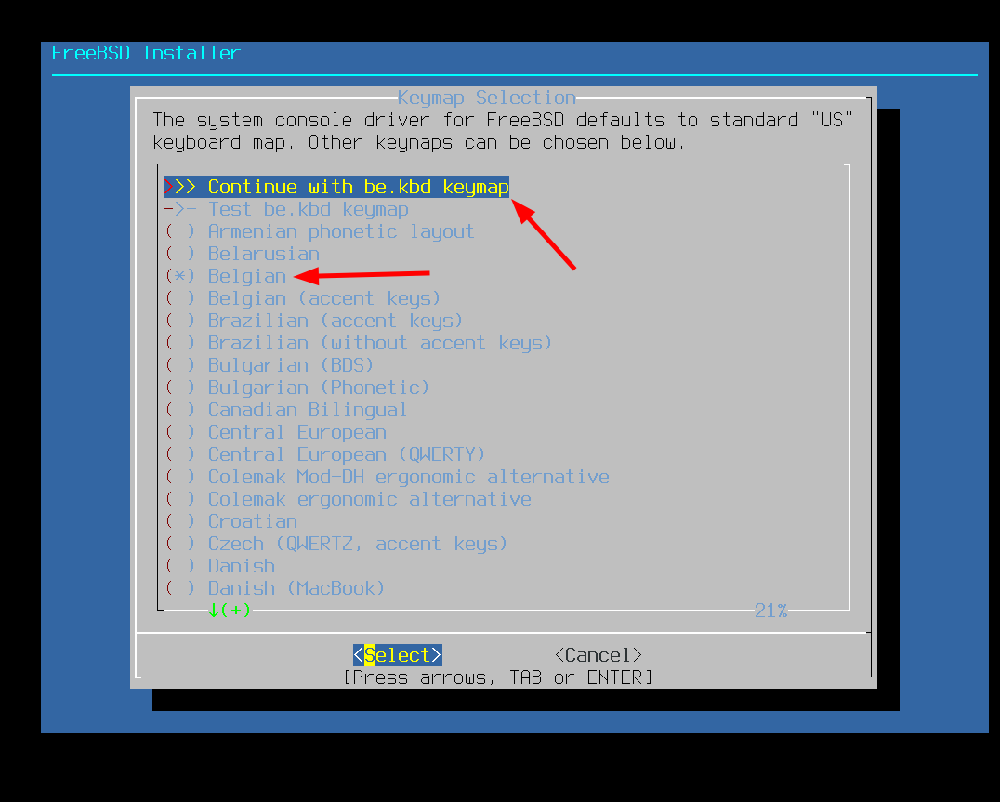 FreeBSD Installer
Keymap Selection
The system console driver for FreeBSD defaults to standard "US"
keyboard map. Other keymaps can be chosen below.
>>> Continue with be.kbd keymap
->- Test be.kbd keymap
( ) Armenian phonetic layout
( ) Belarusian
(*) Belgian
( ) Belgian (accent keys)
( ) Brazilian (accent keys)
( ) Brazilian (without accent keys)
( ) Bulgarian (BDS)
( ) Bulgarian (Phonetic)
( ) Canadian Bilingual
( ) Central European
( ) Central European (QWERTY)
( ) Colemak Mod-DH ergonomic alternative
( ) Colemak ergonomic alternative
( ) Croatian
( ) Czech (QWERTZ, accent keys)
( ) Danish
( ) Danish (MacBook)
↓(+) 21%
<Select> <Cancel>
[Press arrows, TAB or ENTER]